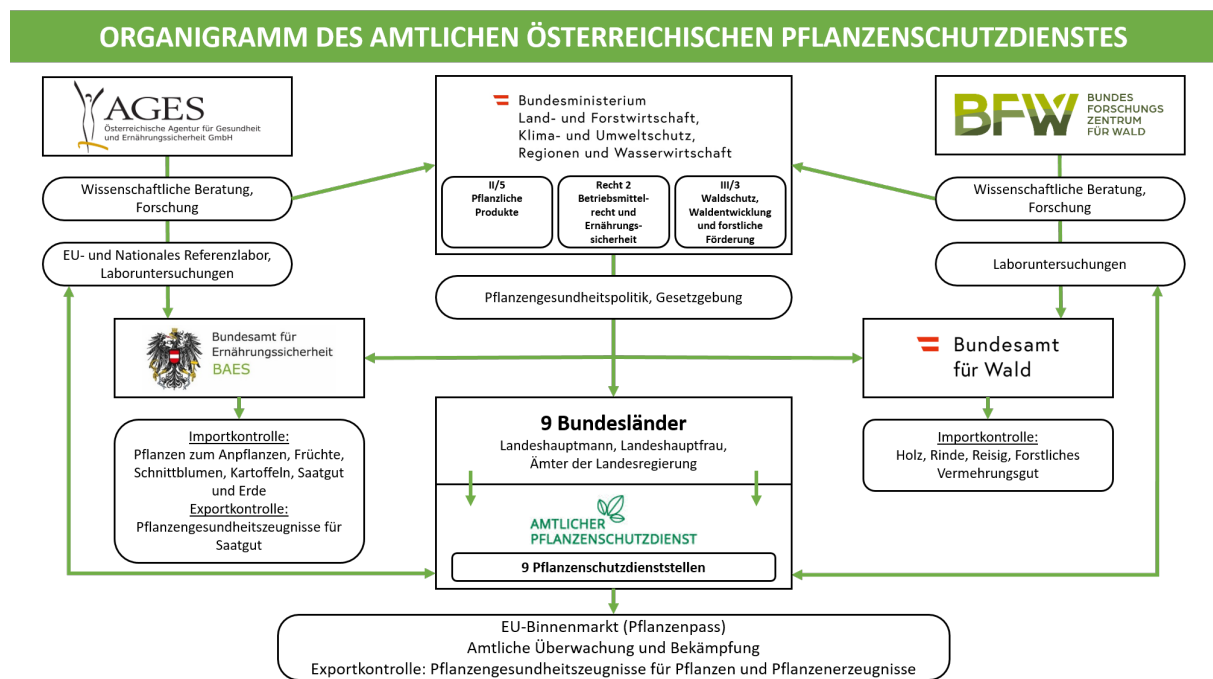 ORGANIGRAMM DES AMTLICHEN ÖSTERREICHISCHEN PFLANZENSCHUTZDIENSTES
AGES
Österreichische Agentur für Gesundheit
und Ernährungssicherheit GmbH
Wissenschaftliche Beratung,
Forschung
EU- und Nationales Referenzlabor,
Laboruntersuchungen
Bundesministerium
Land- und Forstwirtschaft,
Klima- und Umweltschutz,
Regionen und Wasserwirtschaft
II/5
Pflanzliche
Produkte
Recht 2
Betriebsmittel-
recht und
Ernährungs-
sicherheit
III/3
Waldschutz,
Waldentwicklung
und forstliche
Förderung
Pflanzengesundheitspolitik, Gesetzgebung
BFW
BUNDES
FORSCHUNGS
ZENTRUM
FÜR WALD
Wissenschaftliche Beratung,
Forschung
Laboruntersuchungen
Bundesamt für
Ernährungssicherheit
BAES
Importkontrolle:
Pflanzen zum Anpflanzen, Früchte,
Schnittblumen, Kartoffeln, Saatgut
und Erde
Exportkontrolle:
Pflanzengesundheitszeugnisse für
Saatgut
Bundesamt
für Wald
Importkontrolle:
Holz, Rinde, Reisig, Forstliches
Vermehrungsgut
9 Bundesländer
Landeshauptmann, Landeshauptfrau,
Ämter der Landesregierung
AMTLICHER
PFLANZENSCHUTZDIENST
9 Pflanzenschutzdienststellen
EU-Binnenmarkt (Pflanzenpass)
Amtliche Überwachung und Bekämpfung
Exportkontrolle: Pflanzengesundheitszeugnisse für Pflanzen und Pflanzenerzeugnisse